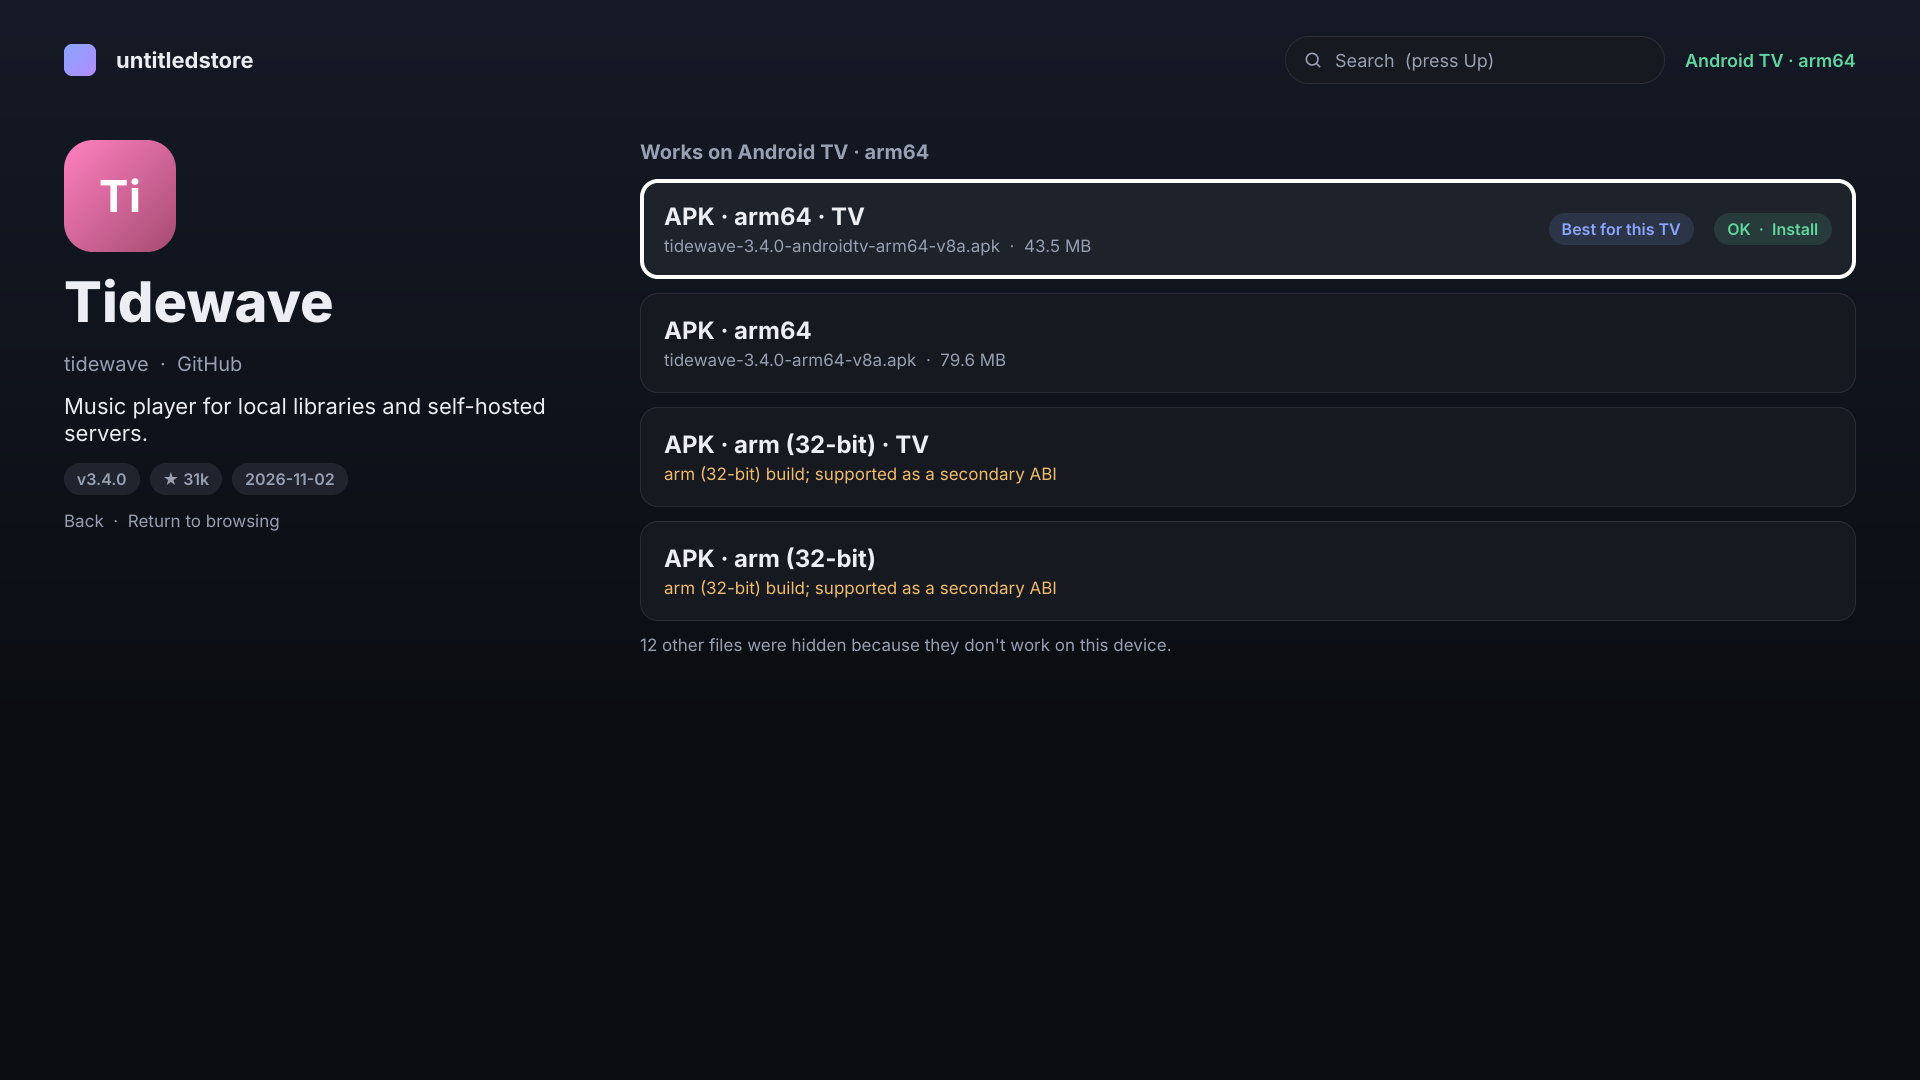 untitledstore
Search (press Up)
Android TV · arm64
Ti
Tidewave
tidewave · GitHub
Music player for local libraries and self-hosted
servers.
v3.4.0
★ 31k
2026-11-02
Back · Return to browsing
Works on Android TV · arm64
APK · arm64 · TV
tidewave-3.4.0-androidtv-arm64-v8a.apk · 43.5 MB
Best for this TV
OK · Install
APK · arm64
tidewave-3.4.0-arm64-v8a.apk · 79.6 MB
APK · arm (32-bit) · TV
arm (32-bit) build; supported as a secondary ABI
APK · arm (32-bit)
arm (32-bit) build; supported as a secondary ABI
12 other files were hidden because they don't work on this device.